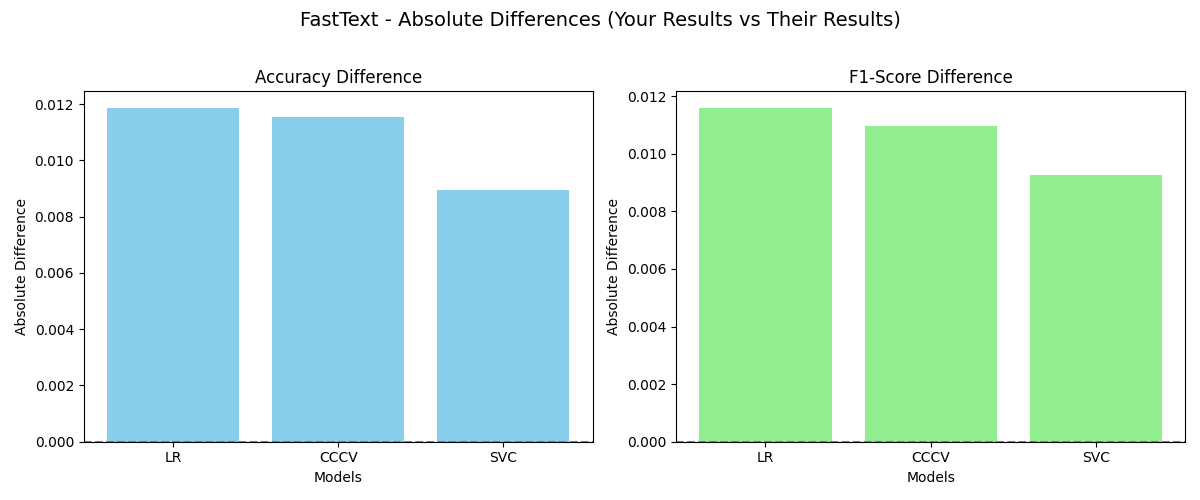 FastText - Absolute Differences (Your Results vs Their Results)
Accuracy Difference
0.012
0.010
0.008
0.006
0.004
0.002
0.000
Absolute Difference
LR CCCV SVC
Models
F1-Score Difference
0.012
0.010
0.008
0.006
0.004
0.002
0.000
Absolute Difference
LR CCCV SVC
Models